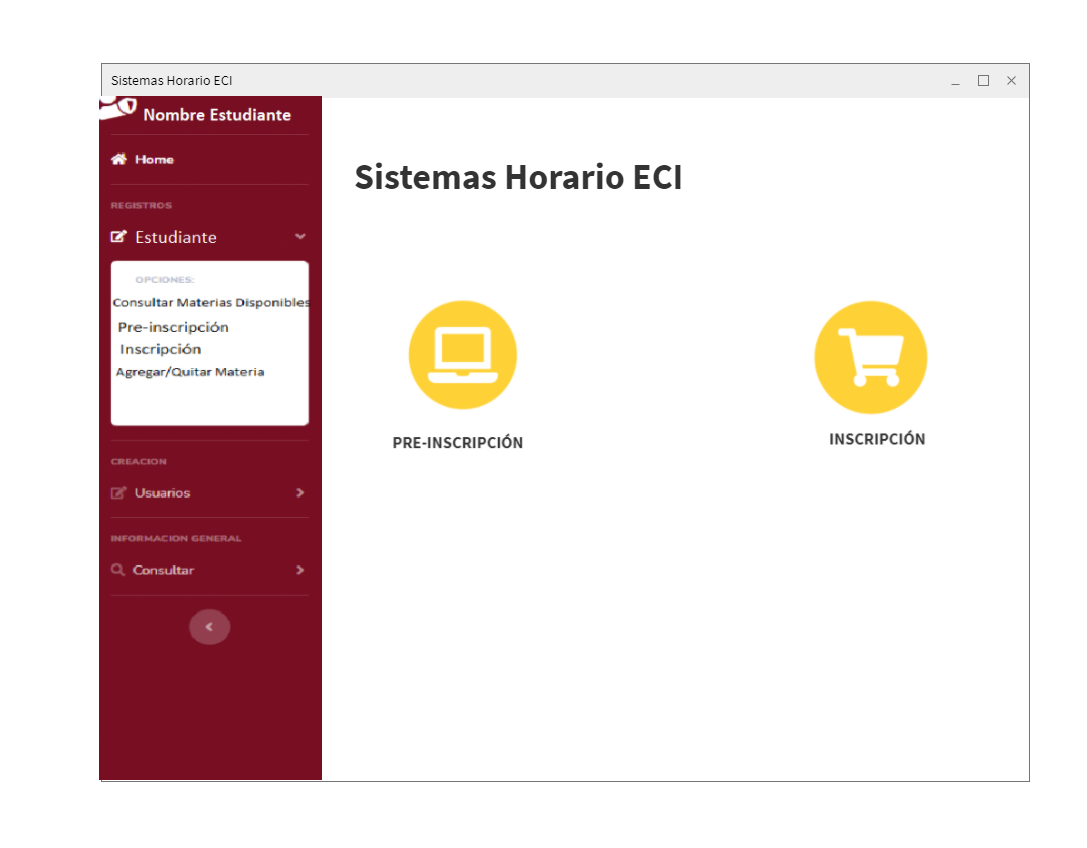 Sistemas Horario ECI
Nombre Estudiante
Home
REGISTROS
Estudiante
OPCIONES:
Consultar Materias Disponibles
Pre-inscripción
Inscripción
Agregar/Quitar Materia
CREACION
Usuarios
INFORMACION GENERAL
Consultar
Sistemas Horario ECI
PRE-INSCRIPCIÓN
INSCRIPCIÓN